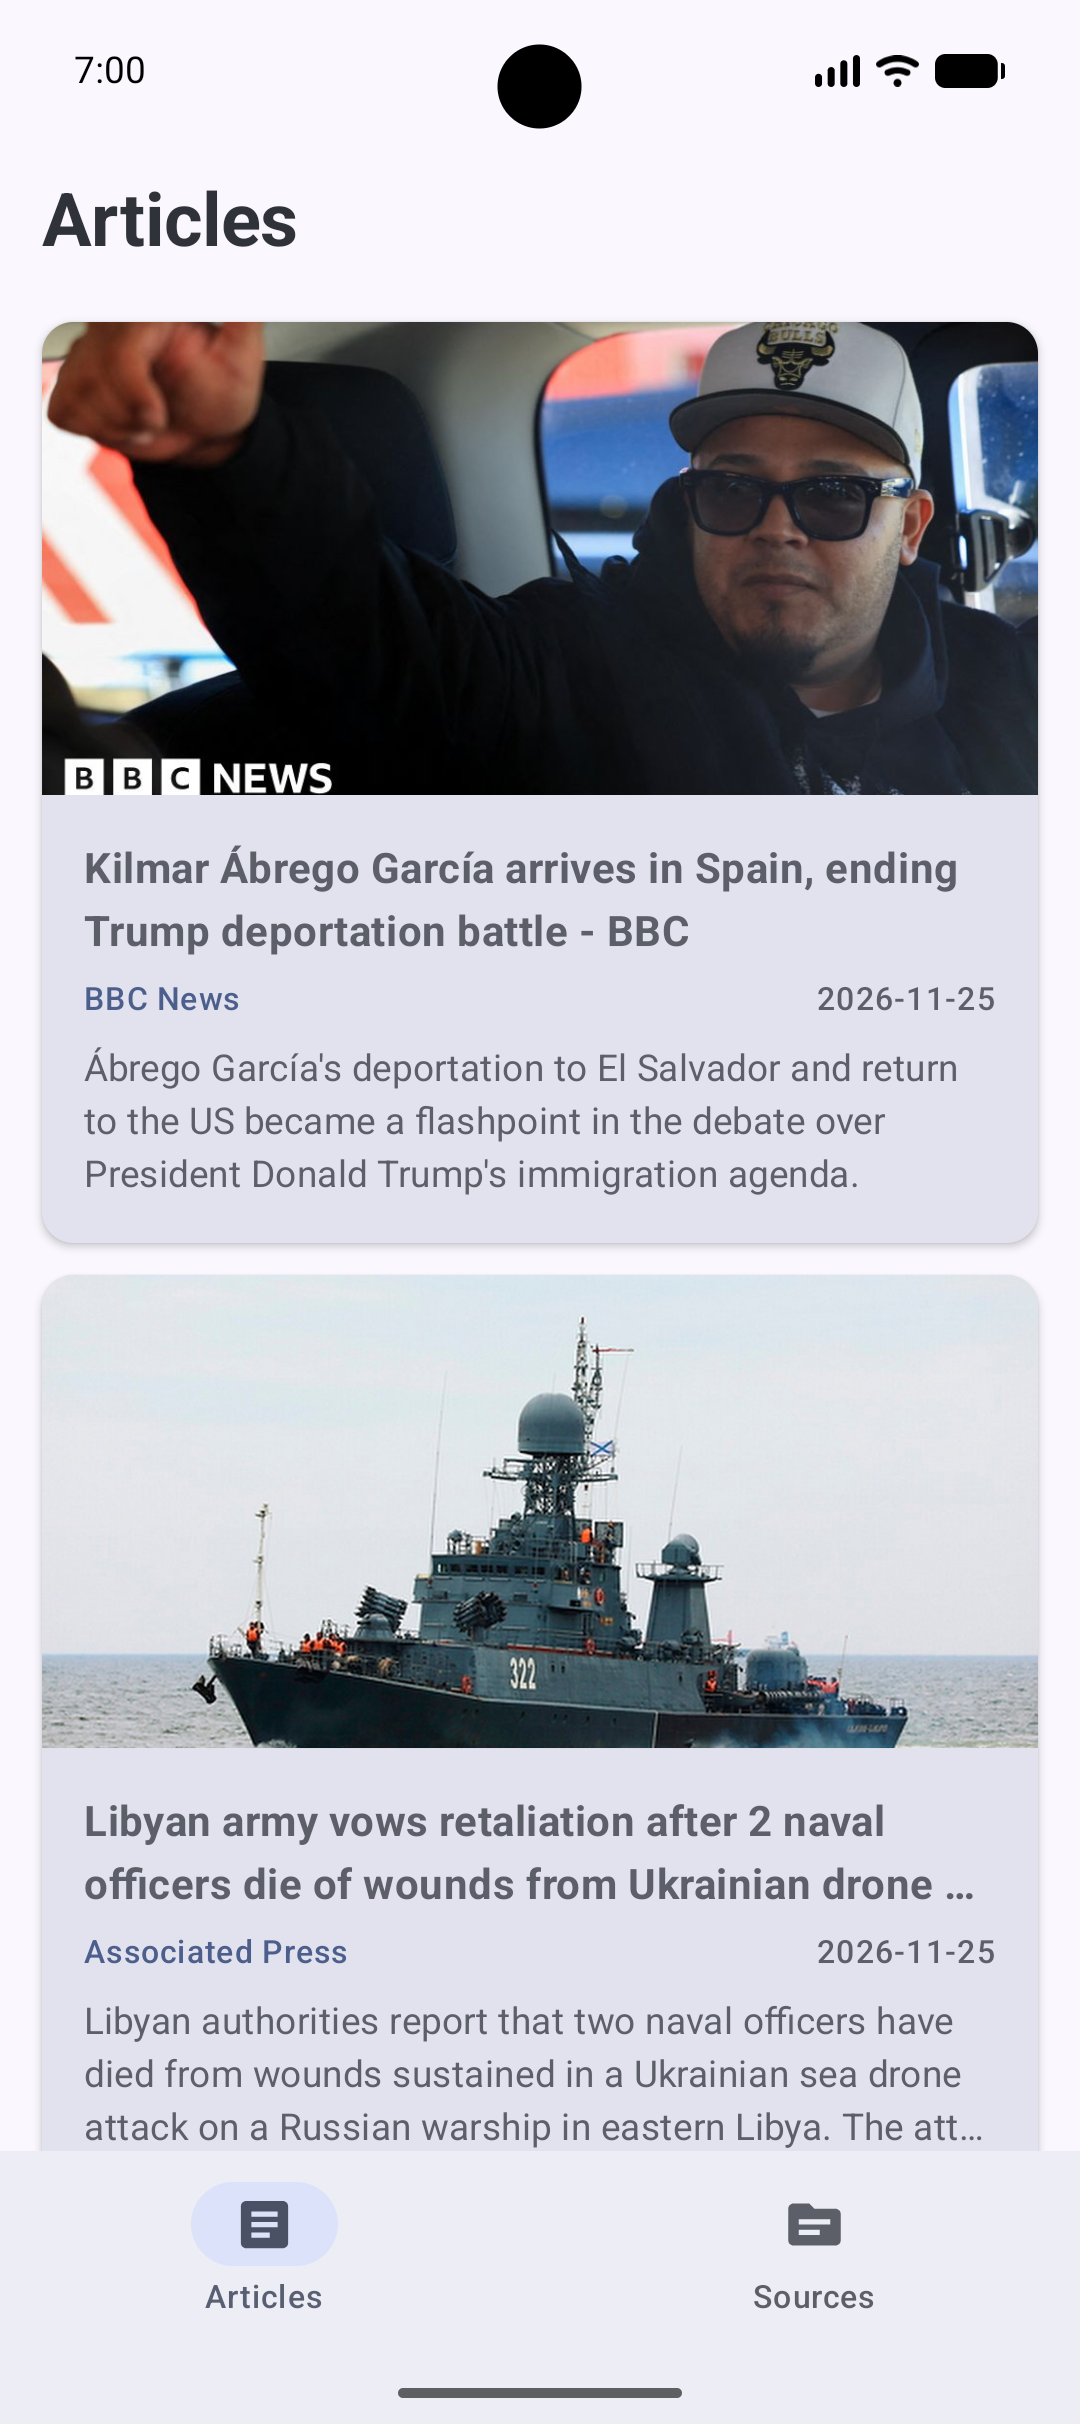 7:00
Articles
BULLS
BBC NEWS
Kilmar Ábrego García arrives in Spain, ending
Trump deportation battle - BBC
BBC News 2026-11-25
Ábrego García's deportation to El Salvador and return
to the US became a flashpoint in the debate over
President Donald Trump's immigration agenda.
322
Libyan army vows retaliation after 2 naval
officers die of wounds from Ukrainian drone …
Associated Press 2026-11-25
Libyan authorities report that two naval officers have
died from wounds sustained in a Ukrainian sea drone
attack on a Russian warship in eastern Libya. The att…
Articles
Sources